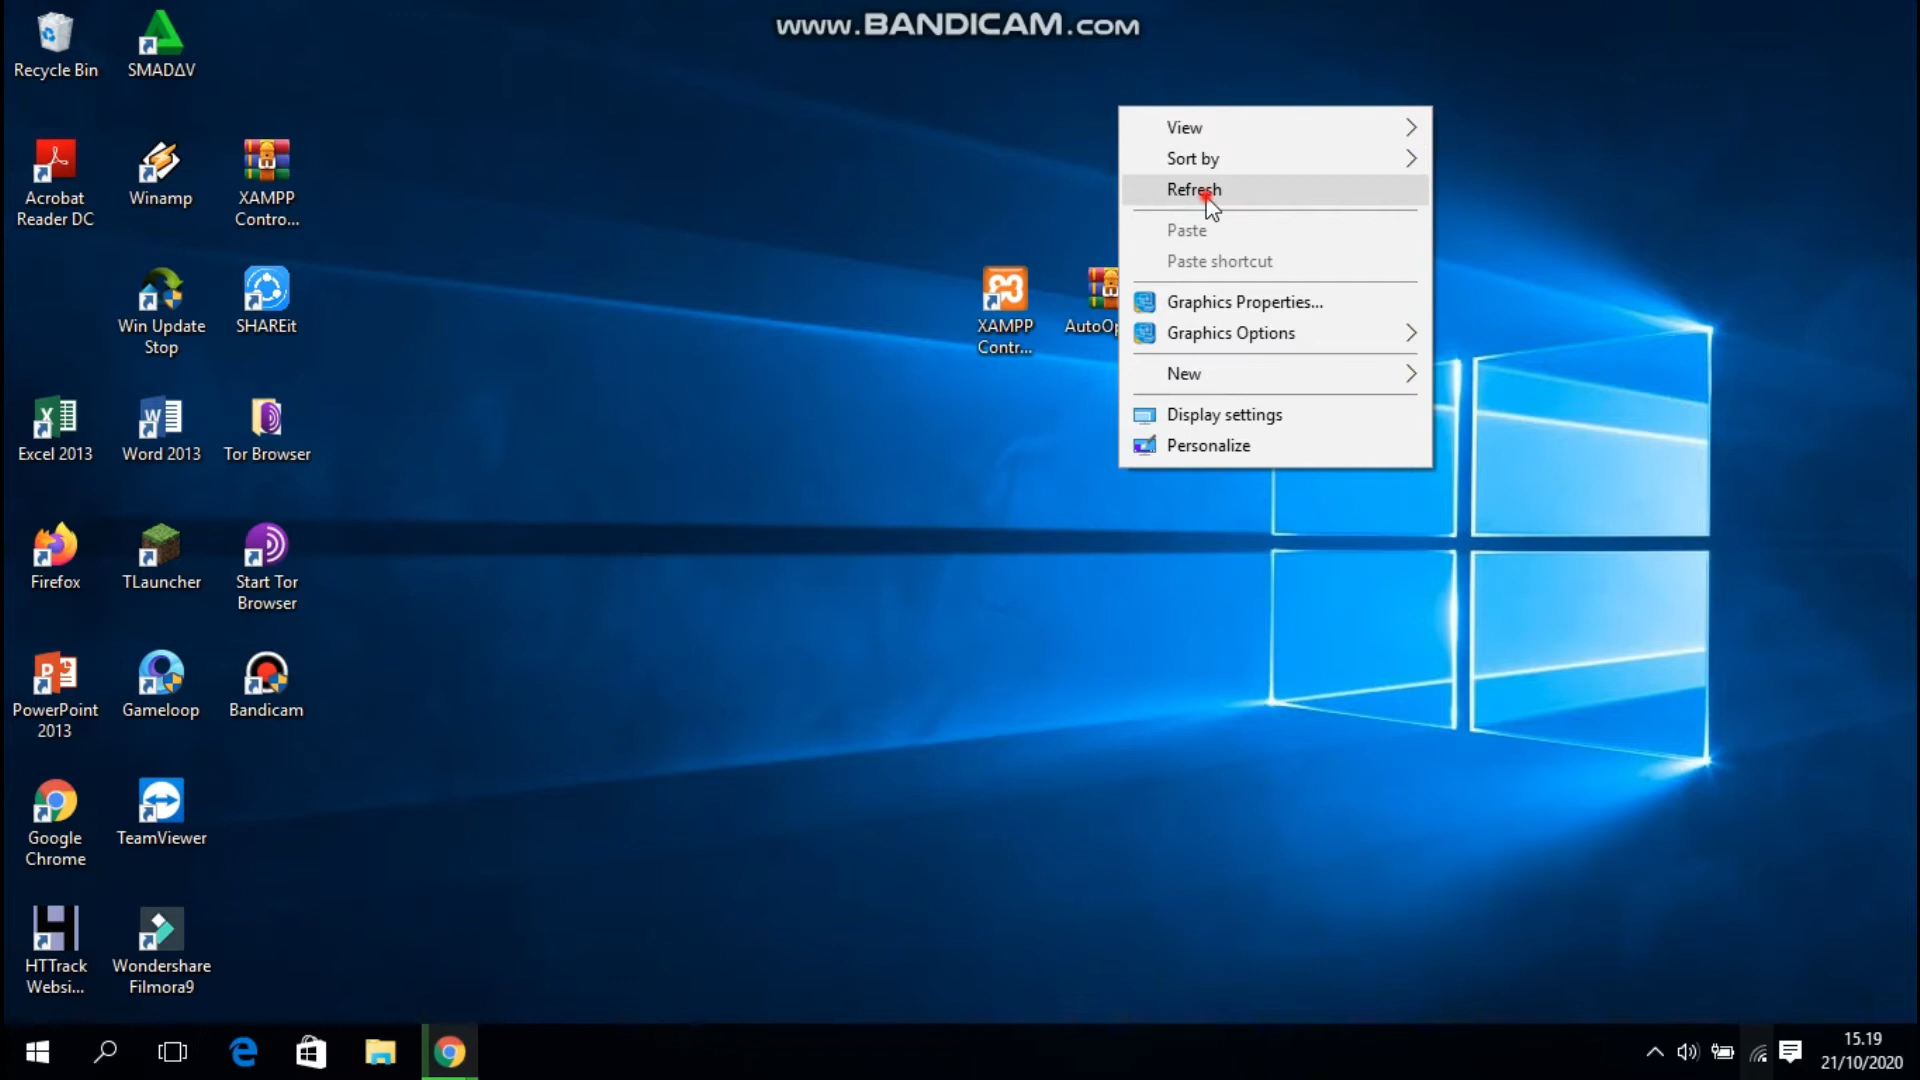 www.BANDICAM.com
Recycle Bin
SMADΔV
Acrobat
Reader DC
Winamp
XAMPP
Contro...
Win Update
Stop
SHAREit
Excel 2013
Word 2013
Tor Browser
Firefox
TLauncher
Start Tor
Browser
PowerPoint
2013
Gameloop
Bandicam
Google
Chrome
TeamViewer
HTTrack
Websi...
Wondershare
Filmora9
XAMPP
Contr...
AutoOp
View
Sort by
Refresh
Paste
Paste shortcut
Graphics Properties...
Graphics Options
New
Display settings
Personalize
15.19
21/10/2020